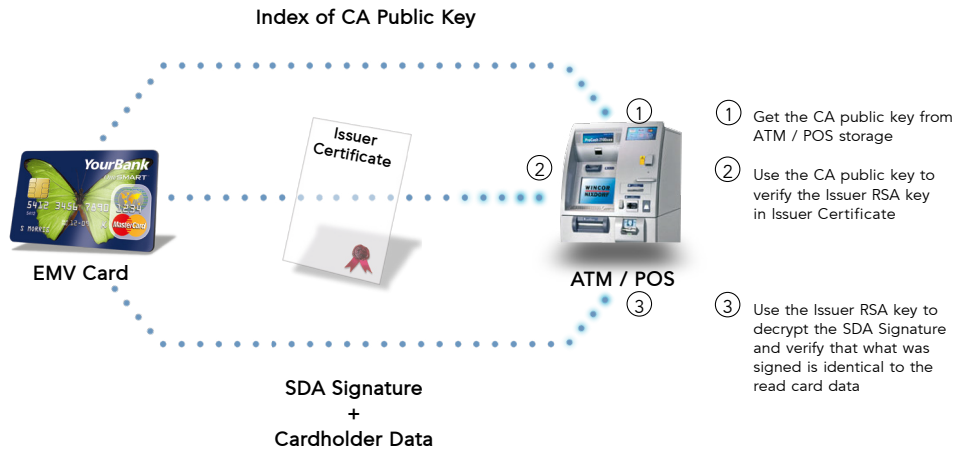 Index of CA Public Key
1
1
Get the CA public key from
ATM / POS storage
Issuer
Certificate
2
2
Use the CA public key to
verify the Issuer RSA key
in Issuer Certificate
YourBank
SMART
5412 3456 7890 1234
MasterCard
WINCOR
NIXDORF
EMV Card
ATM / POS
3
3
Use the Issuer RSA key to
decrypt the SDA Signature
and verify that what was
signed is identical to the
read card data
SDA Signature
+
Cardholder Data